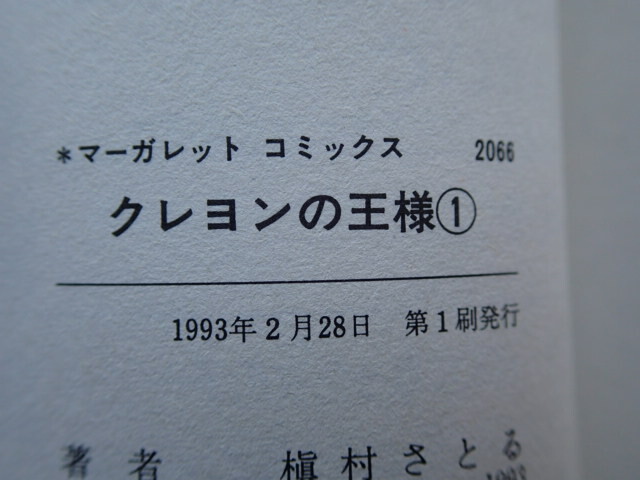 *マーガレット コミックス 2066
クレヨンの王様①
1993年2月28日 第1刷発行
著者 槇村さとる
1993